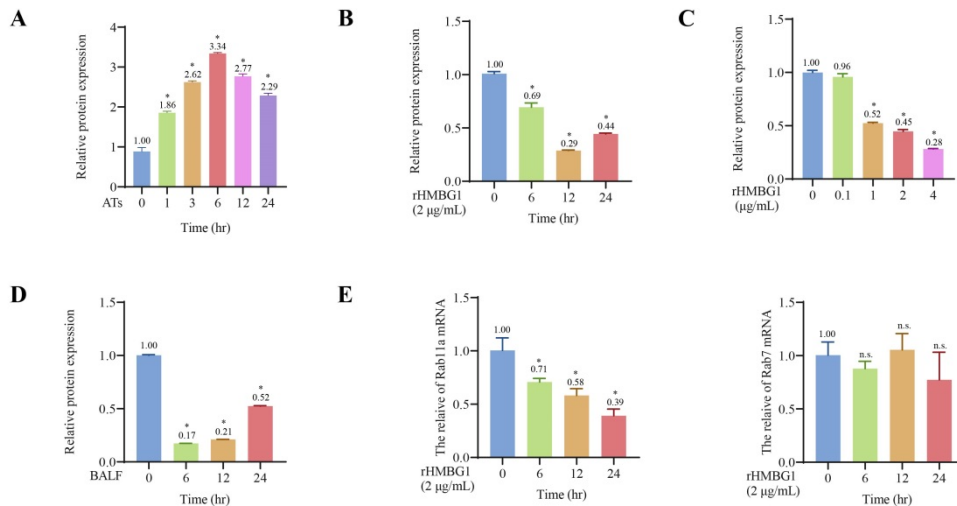 A
Relative protein expression
4
3
2
1
0
1.00
*
1.86
*
2.62
*
3.34
*
2.77
*
2.29
ATs
0 1 3 6 12 24
Time (hr)
B
Relative protein expression
1.5
1.0
0.5
0.0
1.00
*
0.69
*
0.29
*
0.44
rHMBG1
(2 μg/mL)
0 6 12 24
Time (hr)
C
Relative protein expression
1.5
1.0
0.5
0.0
1.00
0.96
*
0.52
*
0.45
*
0.28
rHMBG1
(μg/mL)
0 0.1 1 2 4
D
Relative protein expression
1.5
1.0
0.5
0.0
1.00
*
0.17
*
0.21
*
0.52
BALF
0 6 12 24
Time (hr)
E
The relaive of Rab11a mRNA
1.5
1.0
0.5
0.0
1.00
*
0.71
*
0.58
*
0.39
rHMBG1
(2 μg/mL)
0 6 12 24
Time (hr)
The relaive of Rab7 mRNA
1.5
1.0
0.5
0.0
1.00
n.s.
n.s.
n.s.
rHMBG1
(2 μg/mL)
0 6 12 24
Time (hr)